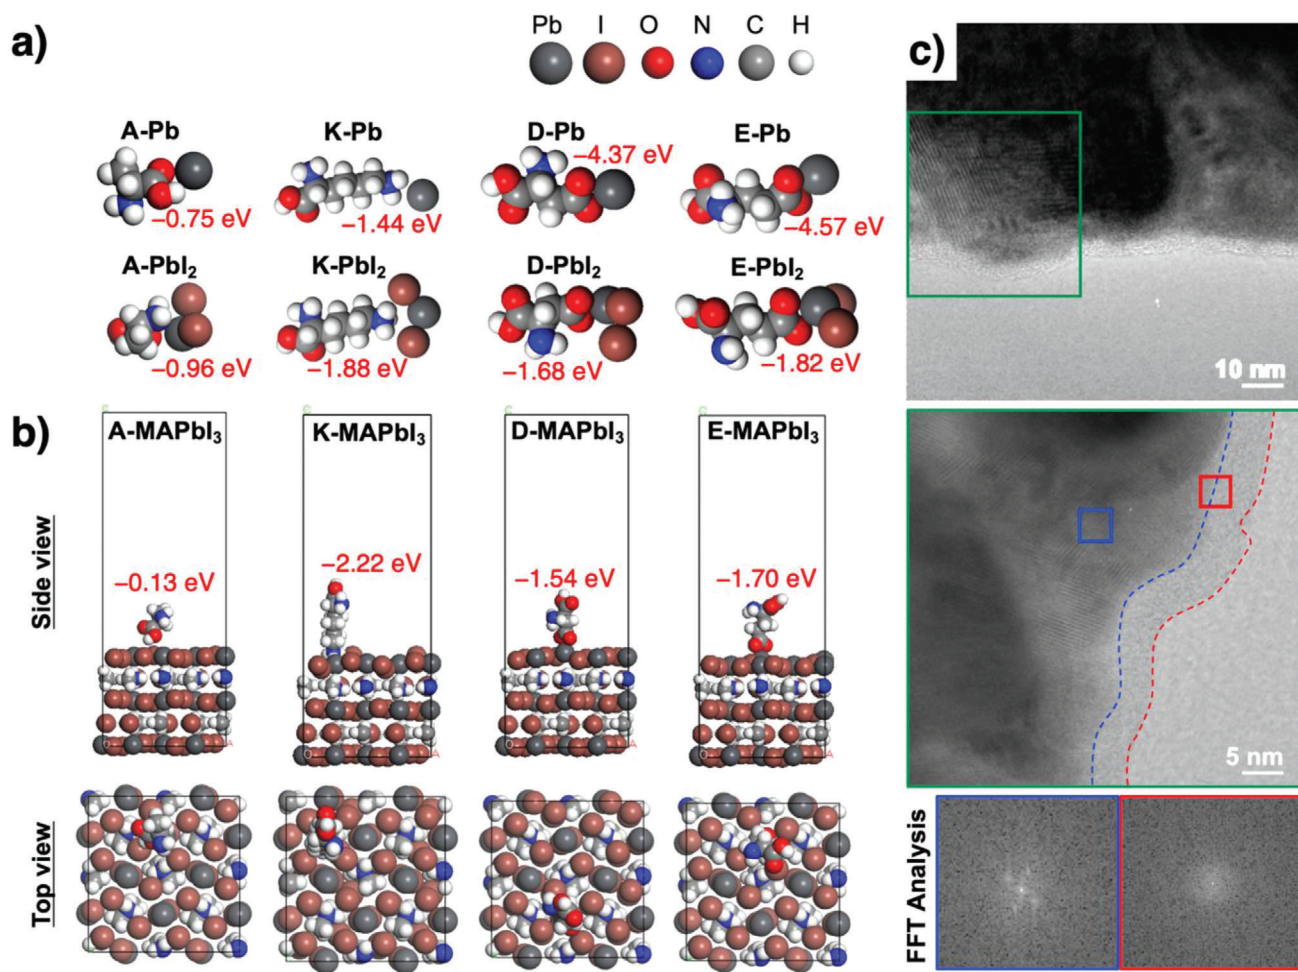 a)
Pb I O N C H
c)
A-Pb K-Pb D-Pb E-Pb
−0.75 eV −1.44 eV −4.37 eV −4.57 eV
A-PbI₂ K-PbI₂ D-PbI₂ E-PbI₂
−0.96 eV −1.88 eV −1.68 eV −1.82 eV
10 nm
b)
A-MAPbI₃ K-MAPbI₃ D-MAPbI₃ E-MAPbI₃
Side view
−0.13 eV −2.22 eV −1.54 eV −1.70 eV
5 nm
Top view
FFT Analysis